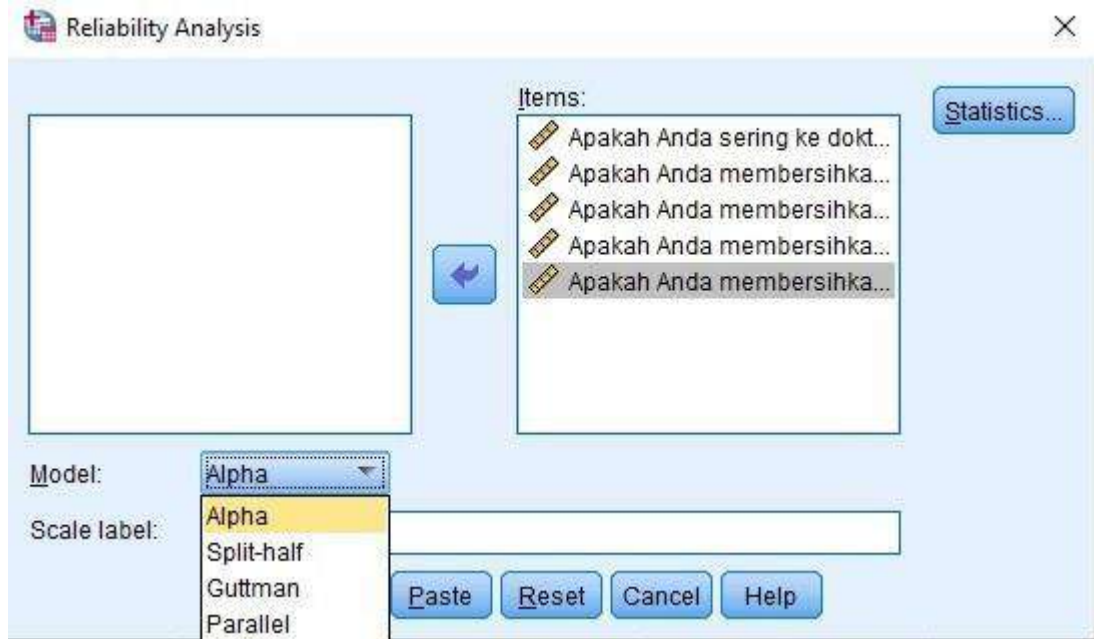 Reliability Analysis
Items:
Statistics...
Apakah Anda sering ke dokt...
Apakah Anda membersihka...
Apakah Anda membersihka...
Apakah Anda membersihka...
Apakah Anda membersihka...
Model:
Alpha
Alpha
Scale label:
Split-half
Guttman
Parallel
Paste
Reset
Cancel
Help